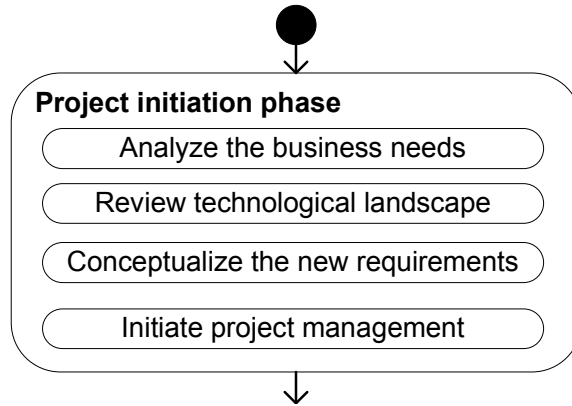 Project initiation phase
Analyze the business needs
Review technological landscape
Conceptualize the new requirements
Initiate project management